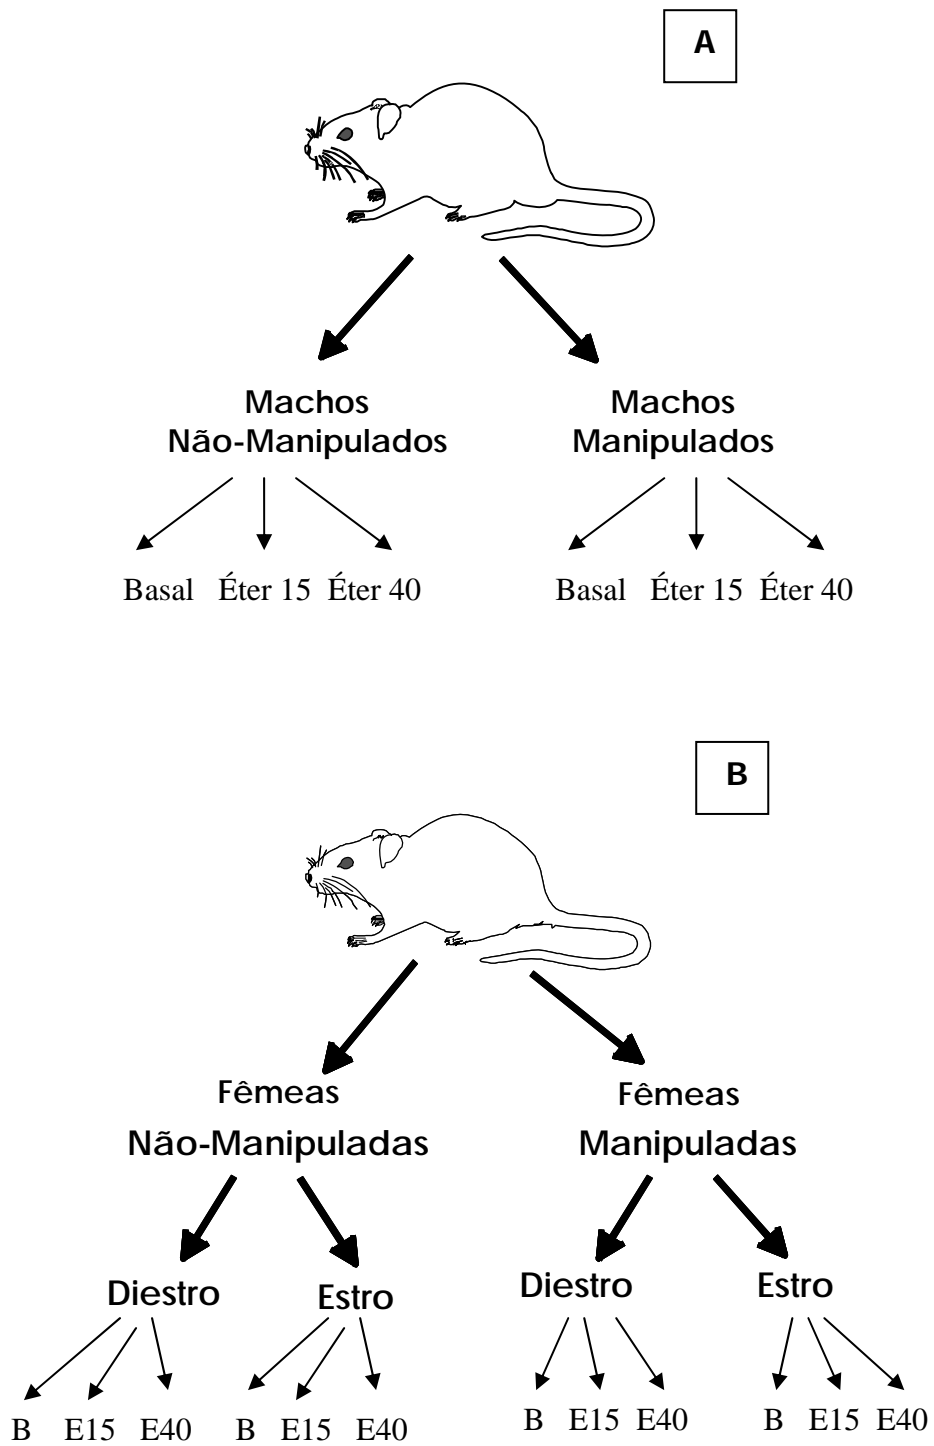 A
Machos
Não-Manipulados
Machos
Manipulados
Basal Éter 15 Éter 40
Basal Éter 15 Éter 40
B
Fêmeas
Não-Manipuladas
Fêmeas
Manipuladas
Diestro
Estro
Diestro
Estro
B E15 E40
B E15 E40
B E15 E40
B E15 E40